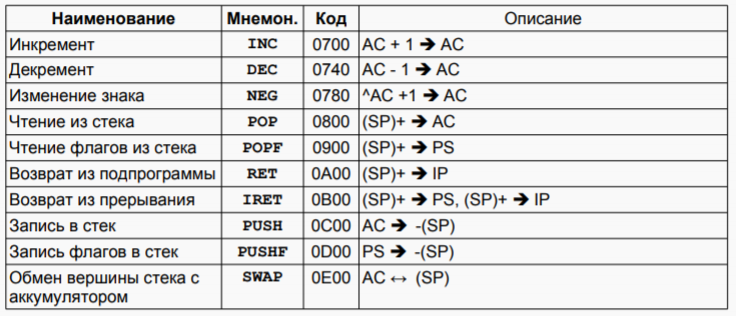 Наименование Мнемон. Код Описание
Инкремент INC 0700 AC + 1 ➔ AC
Декремент DEC 0740 AC - 1 ➔ AC
Изменение знака NEG 0780 ^AC +1 ➔ AC
Чтение из стека POP 0800 (SP)+ ➔ AC
Чтение флагов из стека POPF 0900 (SP)+ ➔ PS
Возврат из подпрограммы RET 0A00 (SP)+ ➔ IP
Возврат из прерывания IRET 0B00 (SP)+ ➔ PS, (SP)+ ➔ IP
Запись в стек PUSH 0C00 AC ➔ -(SP)
Запись флагов в стек PUSHF 0D00 PS ➔ -(SP)
Обмен вершины стека с SWAP 0E00 AC ↔ (SP)
аккумулятором